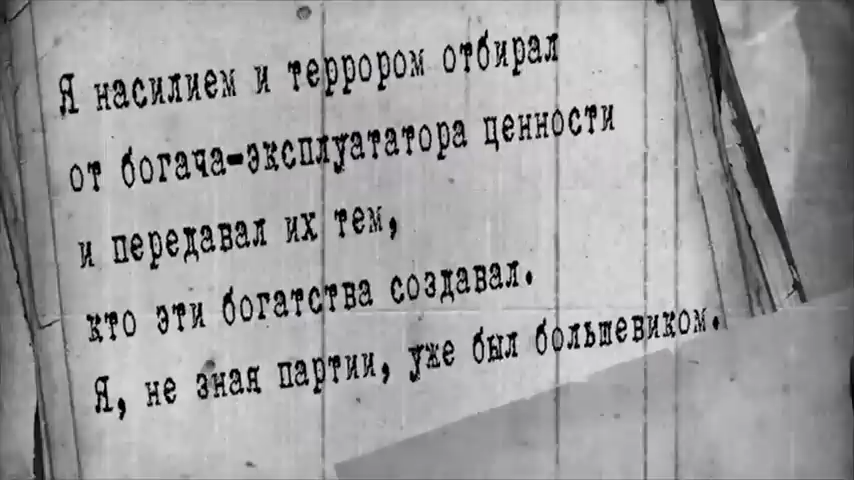 Я насилием и террором отбирал
от богача-эксплуататора ценности
и передавал их тем,
кто эти богатства создавал.
Я, не зная партии, уже был большевиком.